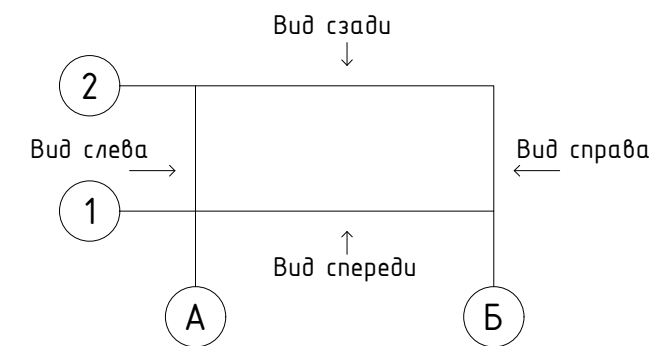 Вид сзади
2
Вид слева
Вид справа
1
Вид спереди
А
Б